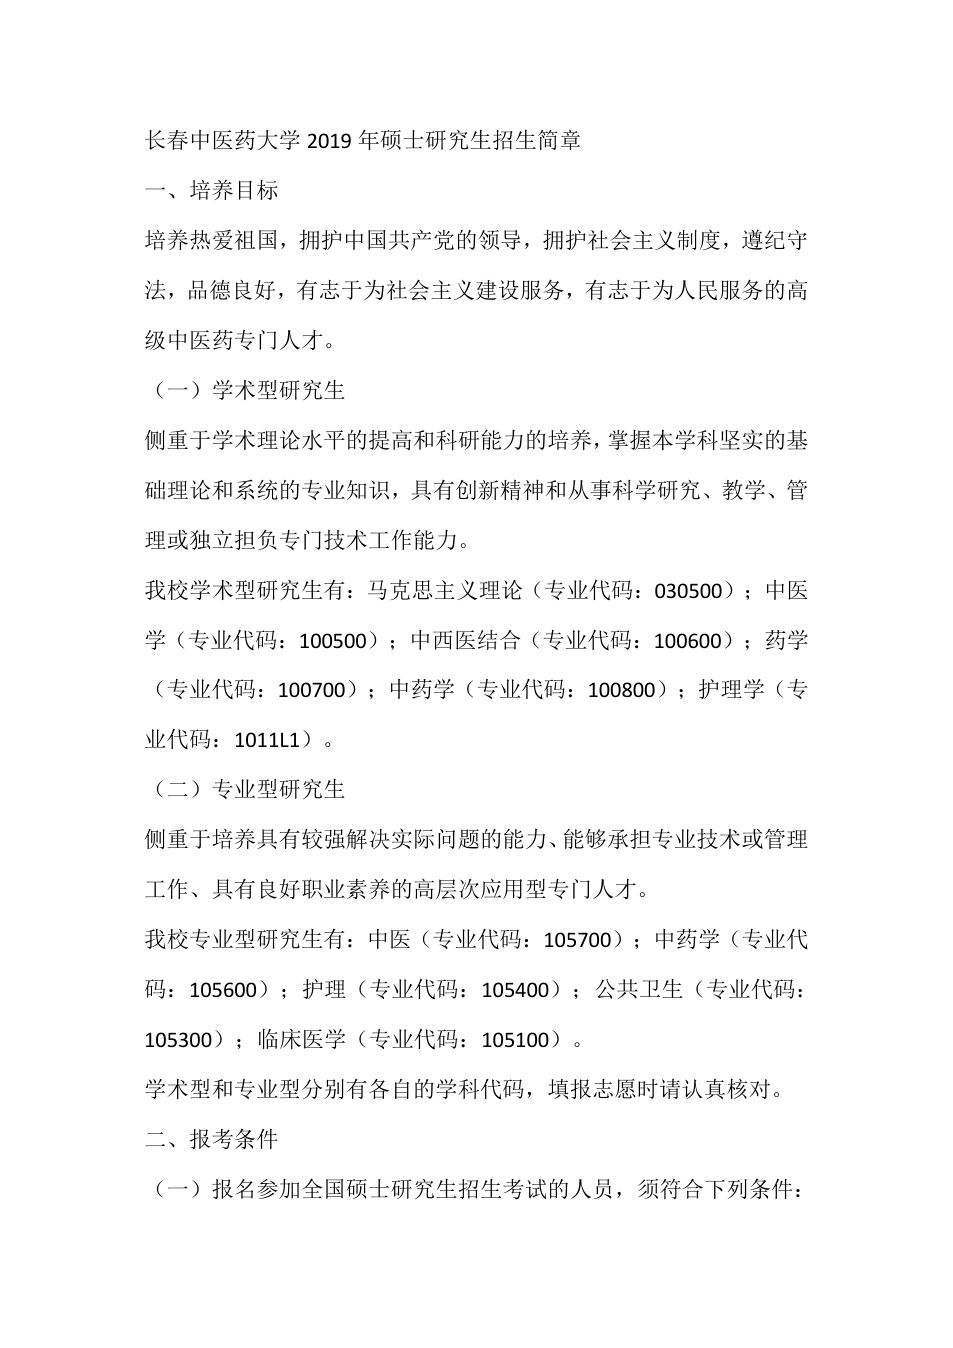 长春中医药大学 2019 年硕士研究生招生简章
一、培养目标
培养热爱祖国，拥护中国共产党的领导，拥护社会主义制度，遵纪守
法，品德良好，有志于为社会主义建设服务，有志于为人民服务的高
级中医药专门人才。
（一）学术型研究生
侧重于学术理论水平的提高和科研能力的培养，掌握本学科坚实的基
础理论和系统的专业知识，具有创新精神和从事科学研究、教学、管
理或独立担负专门技术工作能力。
我校学术型研究生有：马克思主义理论（专业代码：030500）；中医
学（专业代码：100500）；中西医结合（专业代码：100600）；药学
（专业代码：100700）；中药学（专业代码：100800）；护理学（专
业代码：1011L1）。
（二）专业型研究生
侧重于培养具有较强解决实际问题的能力、能够承担专业技术或管理
工作、具有良好职业素养的高层次应用型专门人才。
我校专业型研究生有：中医（专业代码：105700）；中药学（专业代
码：105600）；护理（专业代码：105400）；公共卫生（专业代码：
105300）；临床医学（专业代码：105100）。
学术型和专业型分别有各自的学科代码，填报志愿时请认真核对。
二、报考条件
（一）报名参加全国硕士研究生招生考试的人员，须符合下列条件：